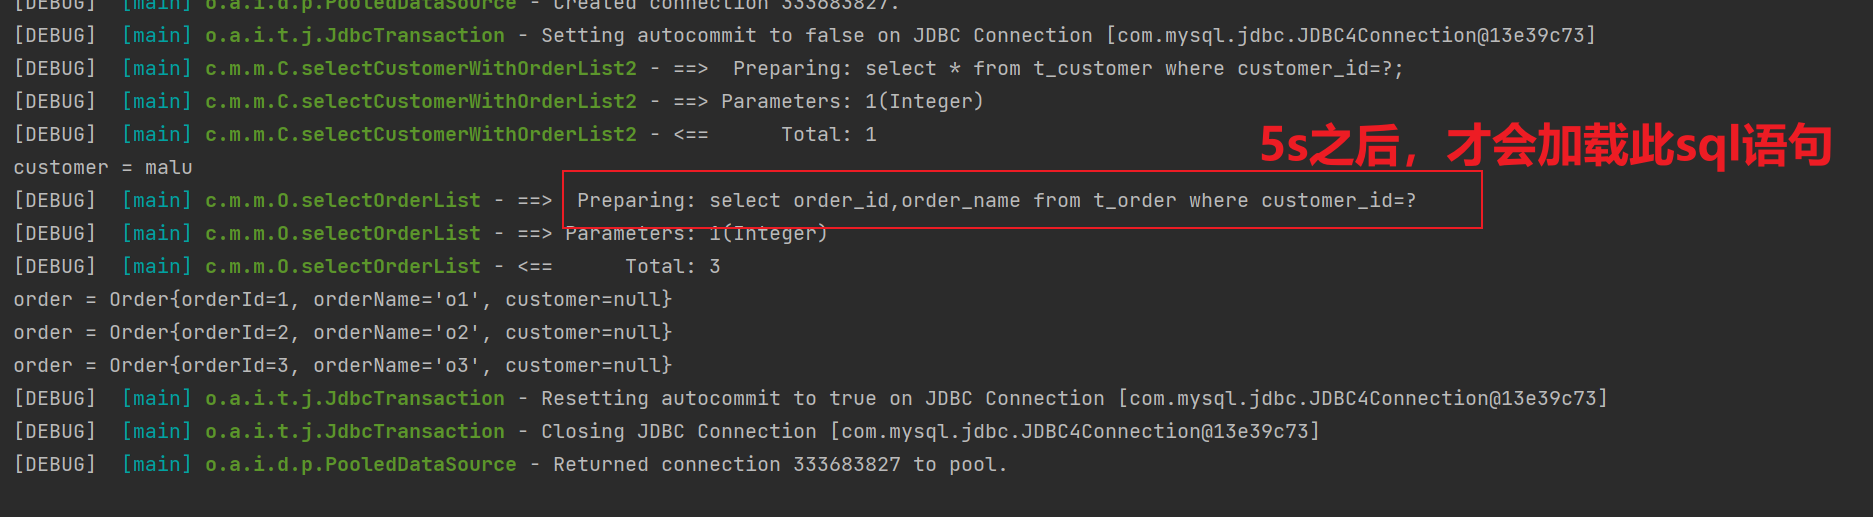 [DEBUG] [main] o.a.i.d.p.PooledDataSource - Created connection 333683827.
[DEBUG] [main] o.a.i.t.j.JdbcTransaction - Setting autocommit to false on JDBC Connection [com.mysql.jdbc.JDBC4Connection@13e39c73]
[DEBUG] [main] c.m.m.C.selectCustomerWithOrderList2 - ==>  Preparing: select * from t_customer where customer_id=?;
[DEBUG] [main] c.m.m.C.selectCustomerWithOrderList2 - ==> Parameters: 1(Integer)
[DEBUG] [main] c.m.m.C.selectCustomerWithOrderList2 - <==      Total: 1
5s之后，才会加载此sql语句
customer = malu
[DEBUG] [main] c.m.m.O.selectOrderList - ==>  Preparing: select order_id,order_name from t_order where customer_id=?
[DEBUG] [main] c.m.m.O.selectOrderList - ==> Parameters: 1(Integer)
[DEBUG] [main] c.m.m.O.selectOrderList - <==      Total: 3
order = Order{orderId=1, orderName='o1', customer=null}
order = Order{orderId=2, orderName='o2', customer=null}
order = Order{orderId=3, orderName='o3', customer=null}
[DEBUG] [main] o.a.i.t.j.JdbcTransaction - Resetting autocommit to true on JDBC Connection [com.mysql.jdbc.JDBC4Connection@13e39c73]
[DEBUG] [main] o.a.i.t.j.JdbcTransaction - Closing JDBC Connection [com.mysql.jdbc.JDBC4Connection@13e39c73]
[DEBUG] [main] o.a.i.d.p.PooledDataSource - Returned connection 333683827 to pool.